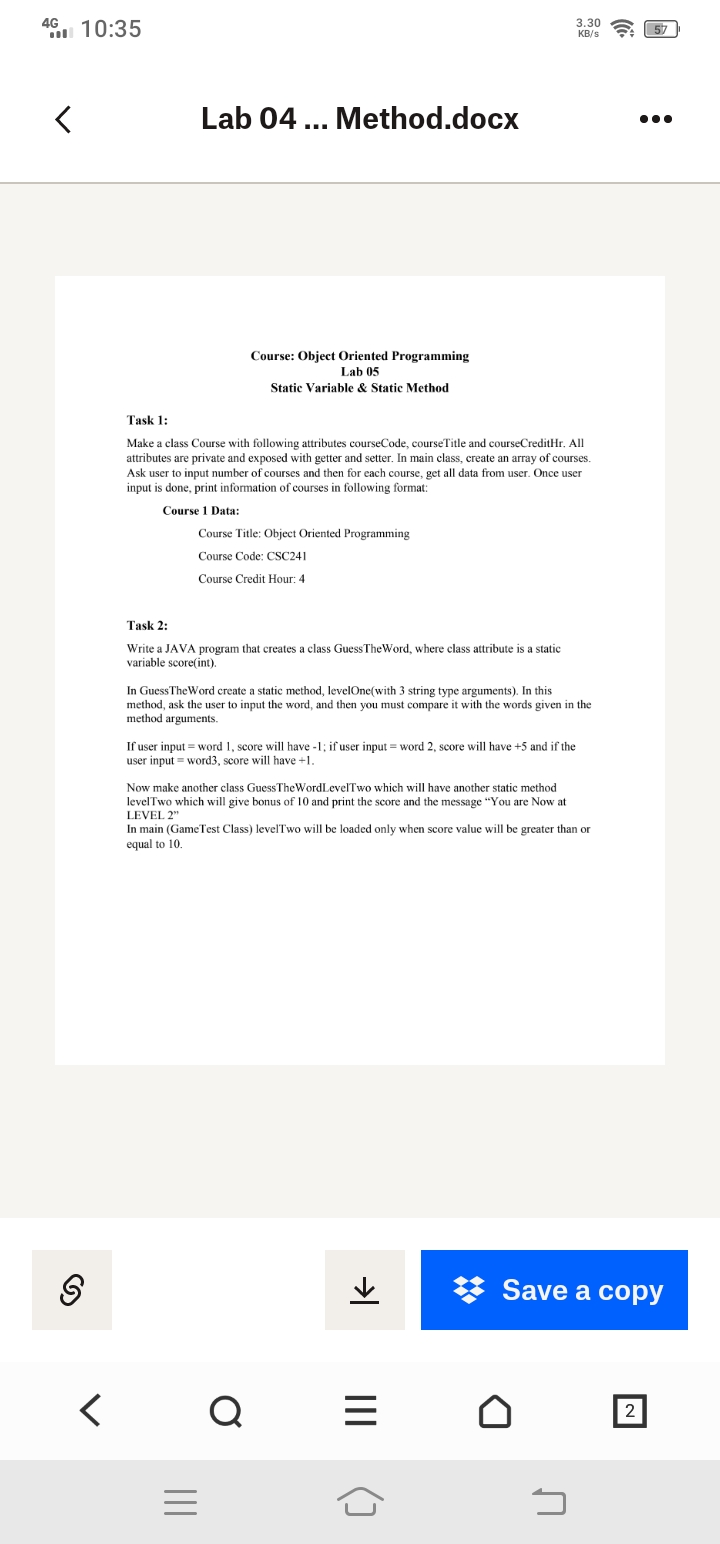 4G 10:35 3.30 KB/s 57
Lab 04 ... Method.docx
Course: Object Oriented Programming
Lab 05
Static Variable & Static Method
Task 1:
Make a class Course with following attributes courseCode, courseTitle and courseCreditHr. All
attributes are private and exposed with getter and setter. In main class, create an array of courses.
Ask user to input number of courses and then for each course, get all data from user. Once user
input is done, print information of courses in following format:
Course 1 Data:
Course Title: Object Oriented Programming
Course Code: CSC241
Course Credit Hour: 4
Task 2:
Write a JAVA program that creates a class GuessTheWord, where class attribute is a static
variable score(int).
In GuessTheWord create a static method, levelOne(with 3 string type arguments). In this
method, ask the user to input the word, and then you must compare it with the words given in the
method arguments.
If user input = word 1, score will have -1; if user input = word 2, score will have +5 and if the
user input = word3, score will have +1.
Now make another class GuessTheWordLevelTwo which will have another static method
levelTwo which will give bonus of 10 and print the score and the message “You are Now at
LEVEL 2”
In main (GameTest Class) levelTwo will be loaded only when score value will be greater than or
equal to 10.
Save a copy
2